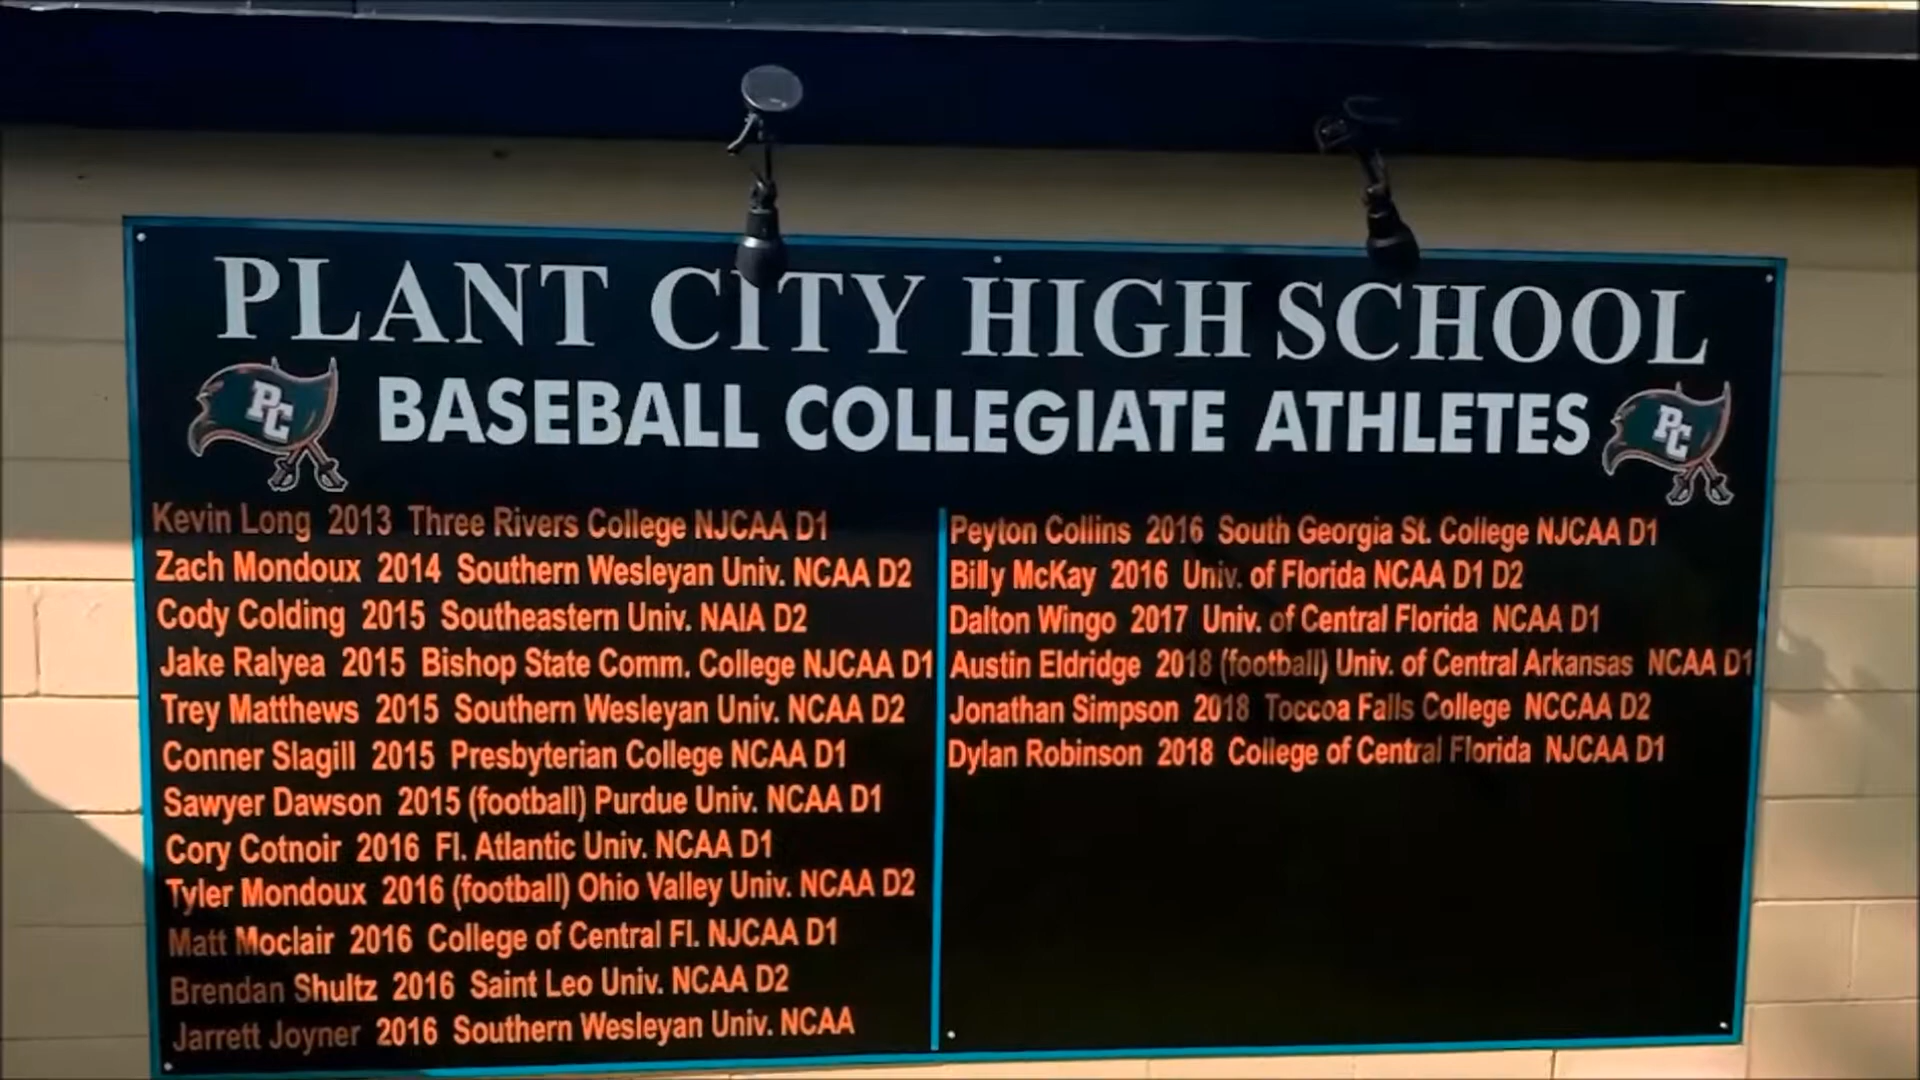 PLANT CITY HIGH SCHOOL
PC
BASEBALL COLLEGIATE ATHLETES
PC
Kevin Long 2013 Three Rivers College NJCAA D1
Zach Mondoux 2014 Southern Wesleyan Univ. NCAA D2
Cody Colding 2015 Southeastern Univ. NAIA D2
Jake Ralyea 2015 Bishop State Comm. College NJCAA D1
Trey Matthews 2015 Southern Wesleyan Univ. NCAA D2
Conner Slagill 2015 Presbyterian College NCAA D1
Sawyer Dawson 2015 (football) Purdue Univ. NCAA D1
Cory Cotnoir 2016 Fl. Atlantic Univ. NCAA D1
Tyler Mondoux 2016 (football) Ohio Valley Univ. NCAA D2
Matt Moclair 2016 College of Central Fl. NJCAA D1
Brendan Shultz 2016 Saint Leo Univ. NCAA D2
Jarrett Joyner 2016 Southern Wesleyan Univ. NCAA
Peyton Collins 2016 South Georgia St. College NJCAA D1
Billy McKay 2016 Univ. of Florida NCAA D1 D2
Dalton Wingo 2017 Univ. of Central Florida NCAA D1
Austin Eldridge 2018 (football) Univ. of Central Arkansas NCAA D1
Jonathan Simpson 2018 Toccoa Falls College NCCAA D2
Dylan Robinson 2018 College of Central Florida NJCAA D1